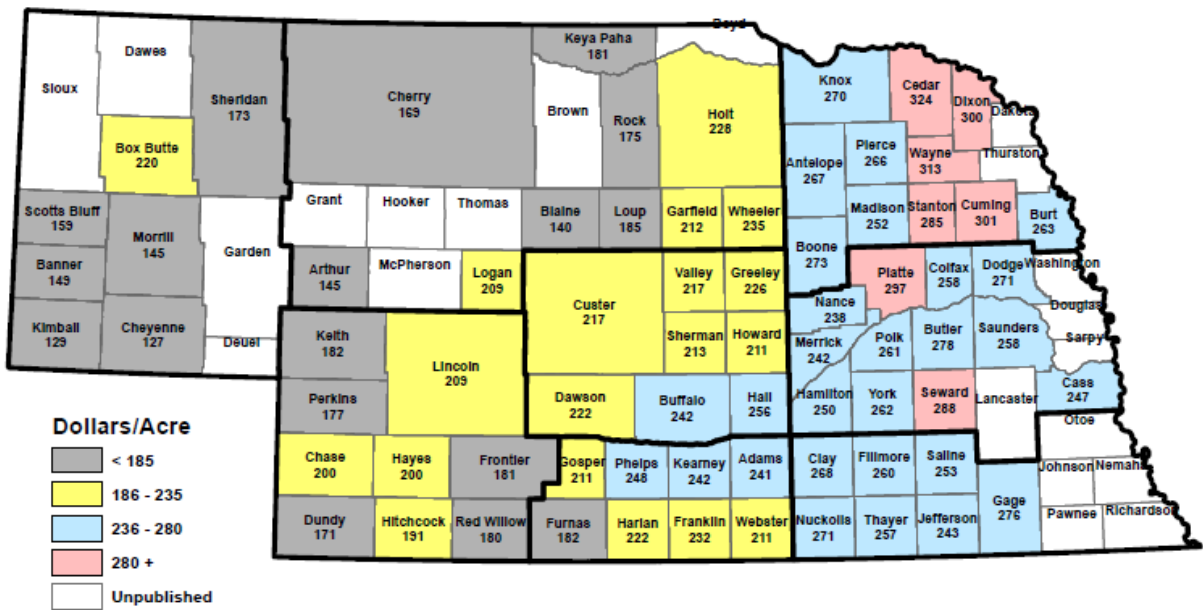 Boyd
Dawes
Keya Paha
181
Sioux
Sheridan
173
Cherry
169
Brown
Rock
175
Holt
228
Knox
270
Cedar
324
Dixon
300
Dakota
Box Butte
220
Antelope
267
Pierce
266
Wayne
313
Thurston
Scotts Bluff
159
Morrill
145
Garden
Grant
Hooker
Thomas
Blaine
140
Loup
185
Garfield
212
Wheeler
235
Madison
252
Stanton
285
Cuming
301
Burt
263
Boone
273
Banner
149
Arthur
145
McPherson
Logan
209
Custer
217
Valley
217
Greeley
226
Platte
297
Colfax
258
Dodge
271
Washington
Nance
238
Douglas
Kimball
129
Cheyenne
127
Deuel
Keith
182
Lincoln
209
Sherman
213
Howard
211
Merrick
242
Polk
261
Butler
278
Saunders
258
Sarpy
Perkins
177
Dawson
222
Buffalo
242
Hall
256
Hamilton
250
York
262
Seward
288
Lancaster
Cass
247
Otoe
Chase
200
Hayes
200
Frontier
181
Gosper
211
Phelps
248
Kearney
242
Adams
241
Clay
268
Fillmore
260
Saline
253
Gage
276
Johnson
Nemaha
Dundy
171
Hitchcock
191
Red Willow
180
Furnas
182
Harlan
222
Franklin
232
Webster
211
Nuckolls
271
Thayer
257
Jefferson
243
Pawnee
Richardson
Dollars/Acre
< 185
186 - 235
236 - 280
280 +
Unpublished